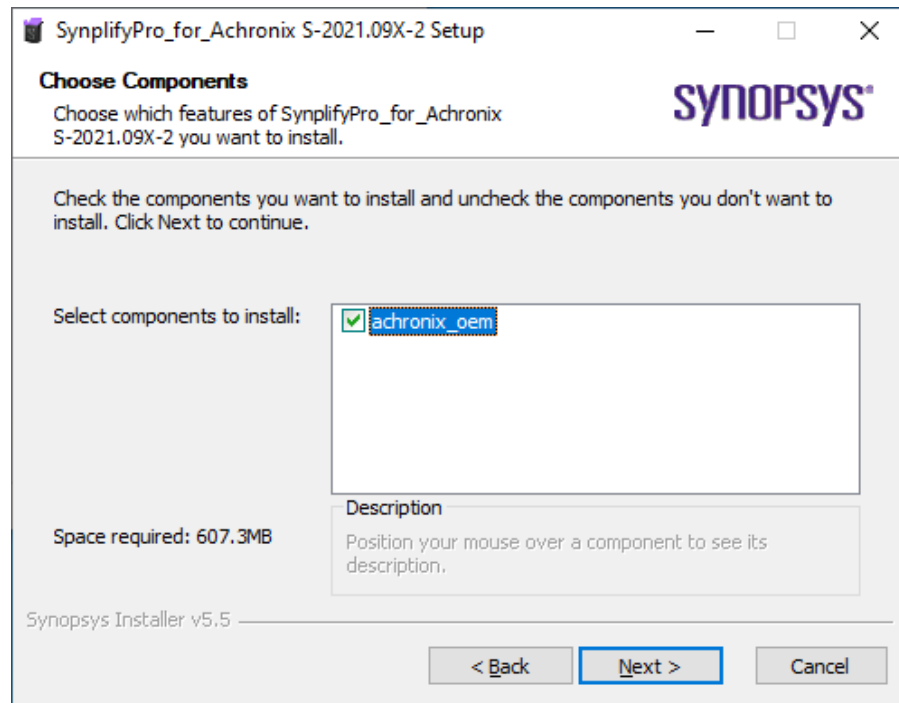 SynplifyPro_for_Achronix S-2021.09X-2 Setup
Choose Components
Choose which features of SynplifyPro_for_Achronix
S-2021.09X-2 you want to install.
SYNOPSYS®
Check the components you want to install and uncheck the components you don't want to
install. Click Next to continue.
Select components to install:
achronix_oem
Space required: 607.3MB
Description
Position your mouse over a component to see its
description.
Synopsys Installer v5.5
< Back
Next >
Cancel